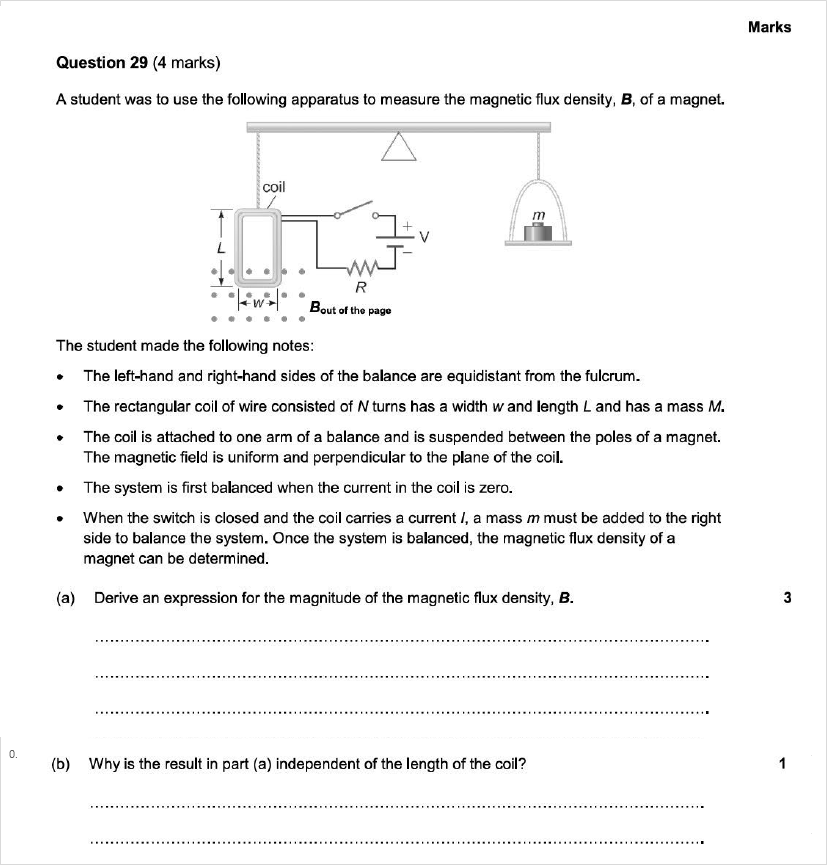 Marks
Question 29 (4 marks)
A student was to use the following apparatus to measure the magnetic flux density, B, of a magnet.
coil
m
+
V
−
L
R
w
Bout of the page
The student made the following notes:
• The left-hand and right-hand sides of the balance are equidistant from the fulcrum.
• The rectangular coil of wire consisted of N turns has a width w and length L and has a mass M.
• The coil is attached to one arm of a balance and is suspended between the poles of a magnet.
The magnetic field is uniform and perpendicular to the plane of the coil.
• The system is first balanced when the current in the coil is zero.
• When the switch is closed and the coil carries a current I, a mass m must be added to the right
side to balance the system. Once the system is balanced, the magnetic flux density of a
magnet can be determined.
(a) Derive an expression for the magnitude of the magnetic flux density, B. 3
0.
(b) Why is the result in part (a) independent of the length of the coil? 1